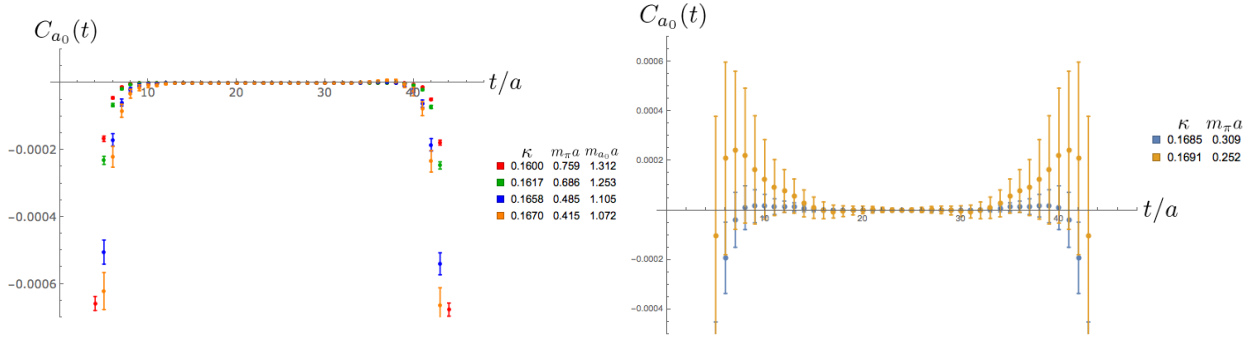 C_{a_0}(t)
t/a
10
20
30
40
-0.0002
-0.0004
-0.0006
κ m_π a m_{a_0} a
0.1600 0.759 1.312
0.1617 0.686 1.253
0.1658 0.485 1.105
0.1670 0.415 1.072
C_{a_0}(t)
0.0006
0.0004
0.0002
t/a
10
20
30
40
-0.0002
-0.0004
κ m_π a
0.1685 0.309
0.1691 0.252